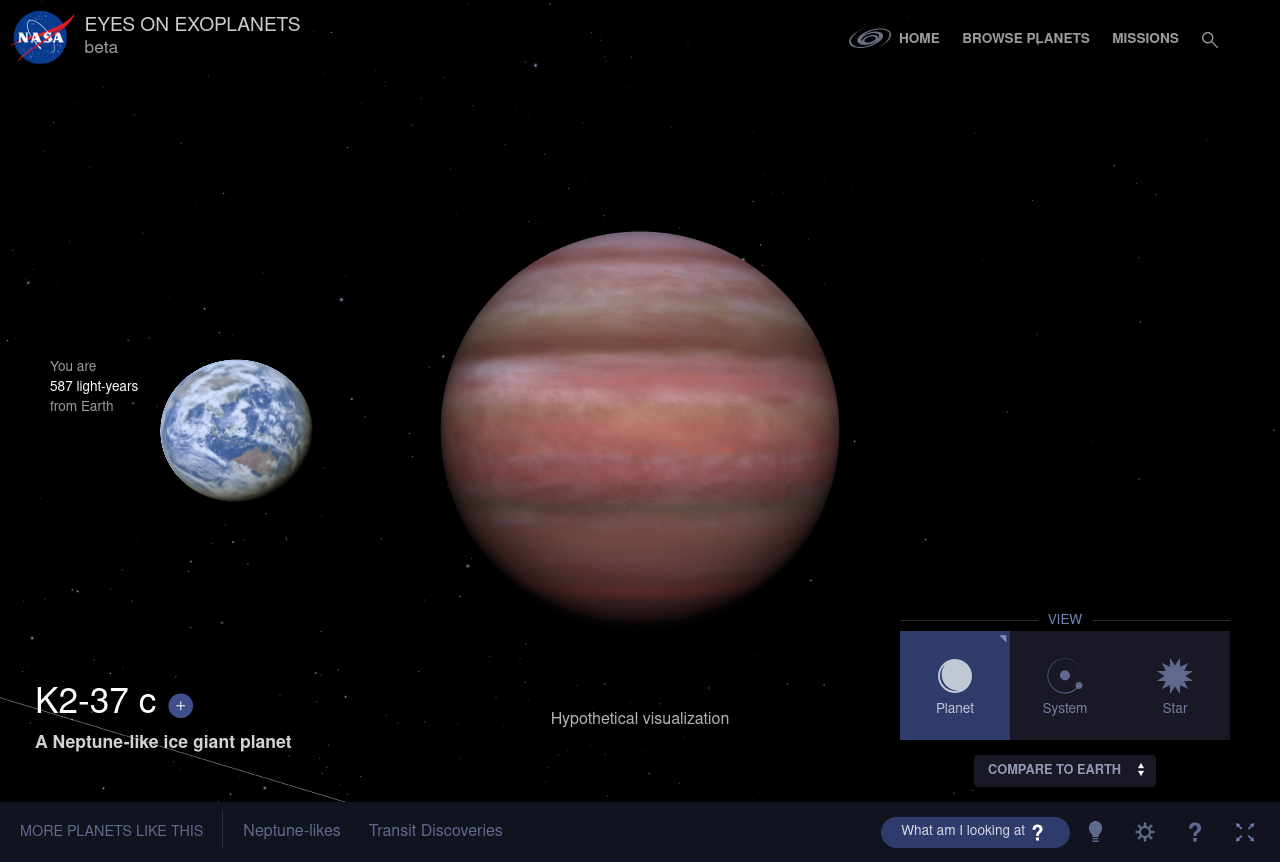 NASA
EYES ON EXOPLANETS
beta
HOME
BROWSE PLANETS
MISSIONS
You are
587 light-years
from Earth
VIEW
Planet
System
Star
K2-37 c +
A Neptune-like ice giant planet
Hypothetical visualization
COMPARE TO EARTH
MORE PLANETS LIKE THIS
Neptune-likes
Transit Discoveries
What am I looking at ?
?